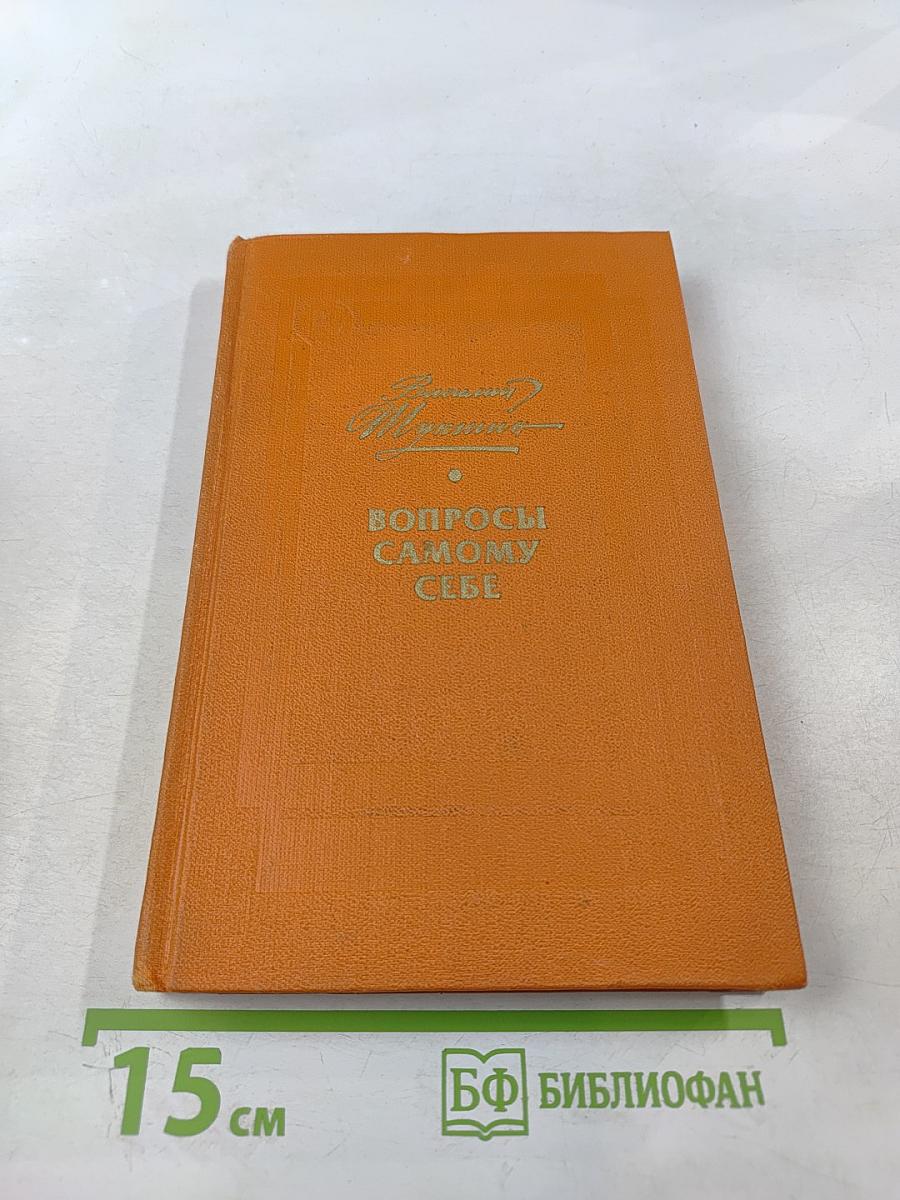 Василий
Шукшин
ВОПРОСЫ
САМОМУ
СЕБЕ
15 см
БФ БИБЛИОФАН